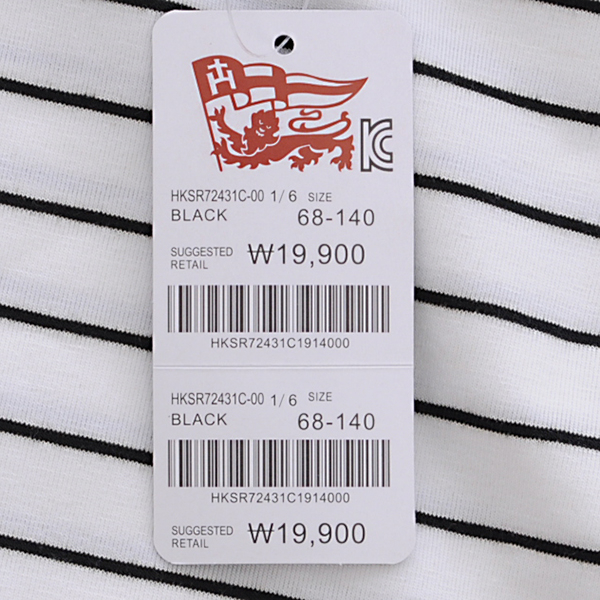 HKSR72431C-00 1/6 SIZE
BLACK 68-140
SUGGESTED
RETAIL
₩19,900
HKSR72431C1914000
HKSR72431C-00 1/6 SIZE
BLACK 68-140
HKSR72431C1914000
SUGGESTED
RETAIL
₩19,900